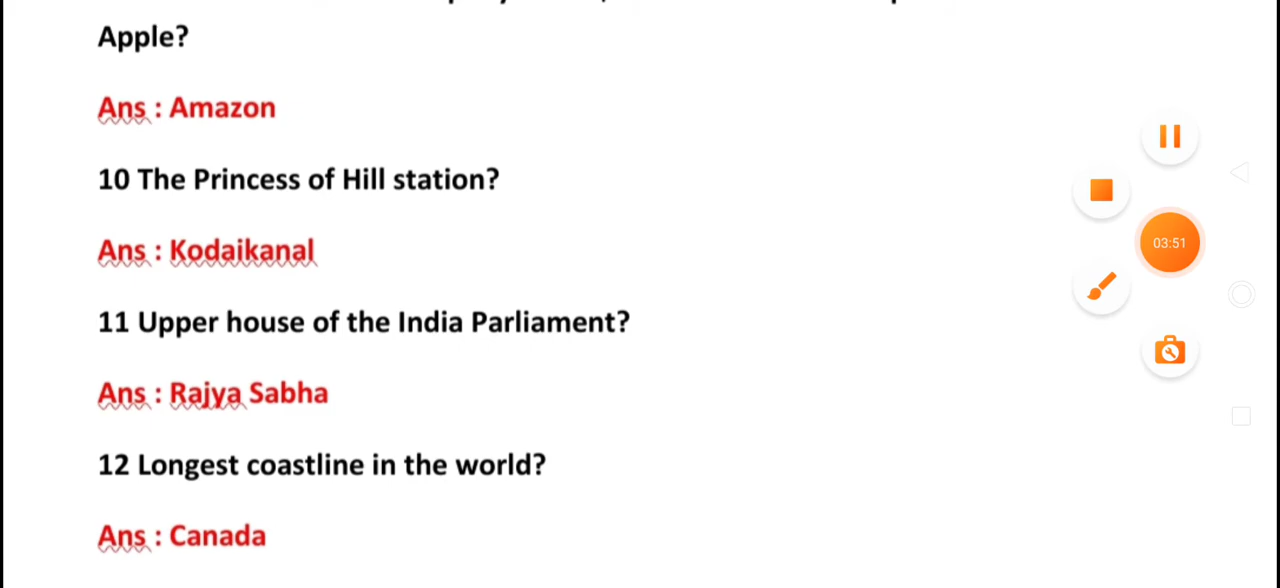 Apple?
Ans : Amazon
10 The Princess of Hill station?
Ans : Kodaikanal
11 Upper house of the India Parliament?
03:51
Ans : Rajya Sabha
12 Longest coastline in the world?
Ans : Canada